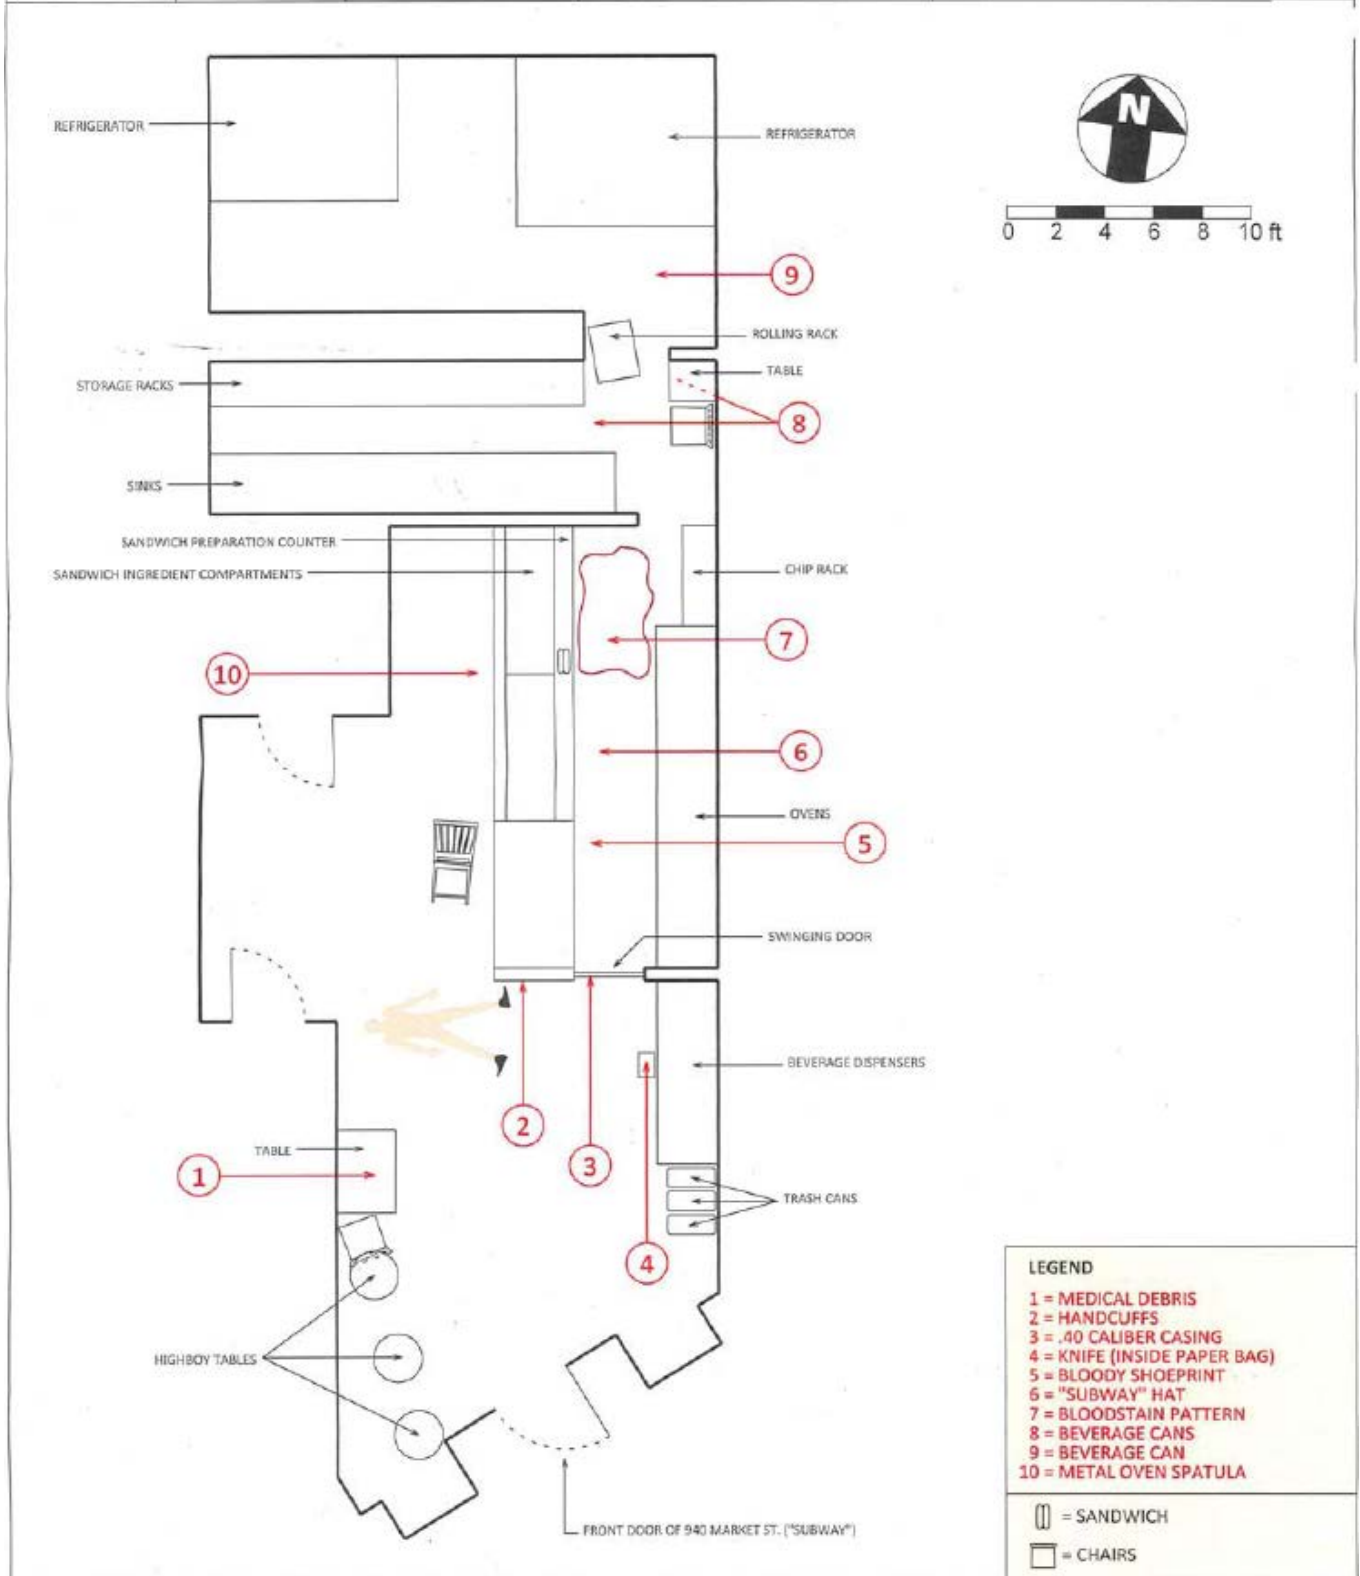 N
0 2 4 6 8 10 ft
REFRIGERATOR
REFRIGERATOR
9
ROLLING RACK
STORAGE RACKS
TABLE
8
SINKS
SANDWICH PREPARATION COUNTER
SANDWICH INGREDIENT COMPARTMENTS
CHIP RACK
7
10
6
OVENS
5
SWINGING DOOR
BEVERAGE DISPENSERS
2
TABLE
3
1
TRASH CANS
4
HIGHBOY TABLES
FRONT DOOR OF 940 MARKET ST. ("SUBWAY")
LEGEND
1 = MEDICAL DEBRIS
2 = HANDCUFFS
3 = .40 CALIBER CASING
4 = KNIFE (INSIDE PAPER BAG)
5 = BLOODY SHOEPRINT
6 = "SUBWAY" HAT
7 = BLOODSTAIN PATTERN
8 = BEVERAGE CANS
9 = BEVERAGE CAN
10 = METAL OVEN SPATULA
= SANDWICH
= CHAIRS